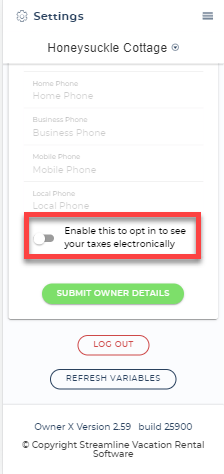 Settings
Honeysuckle Cottage
Home Phone
Home Phone
Business Phone
Business Phone
Mobile Phone
Mobile Phone
Local Phone
Local Phone
Enable this to opt in to see
your taxes electronically
SUBMIT OWNER DETAILS
LOG OUT
REFRESH VARIABLES
Owner X Version 2.59 build 25900
© Copyright Streamline Vacation Rental
Software